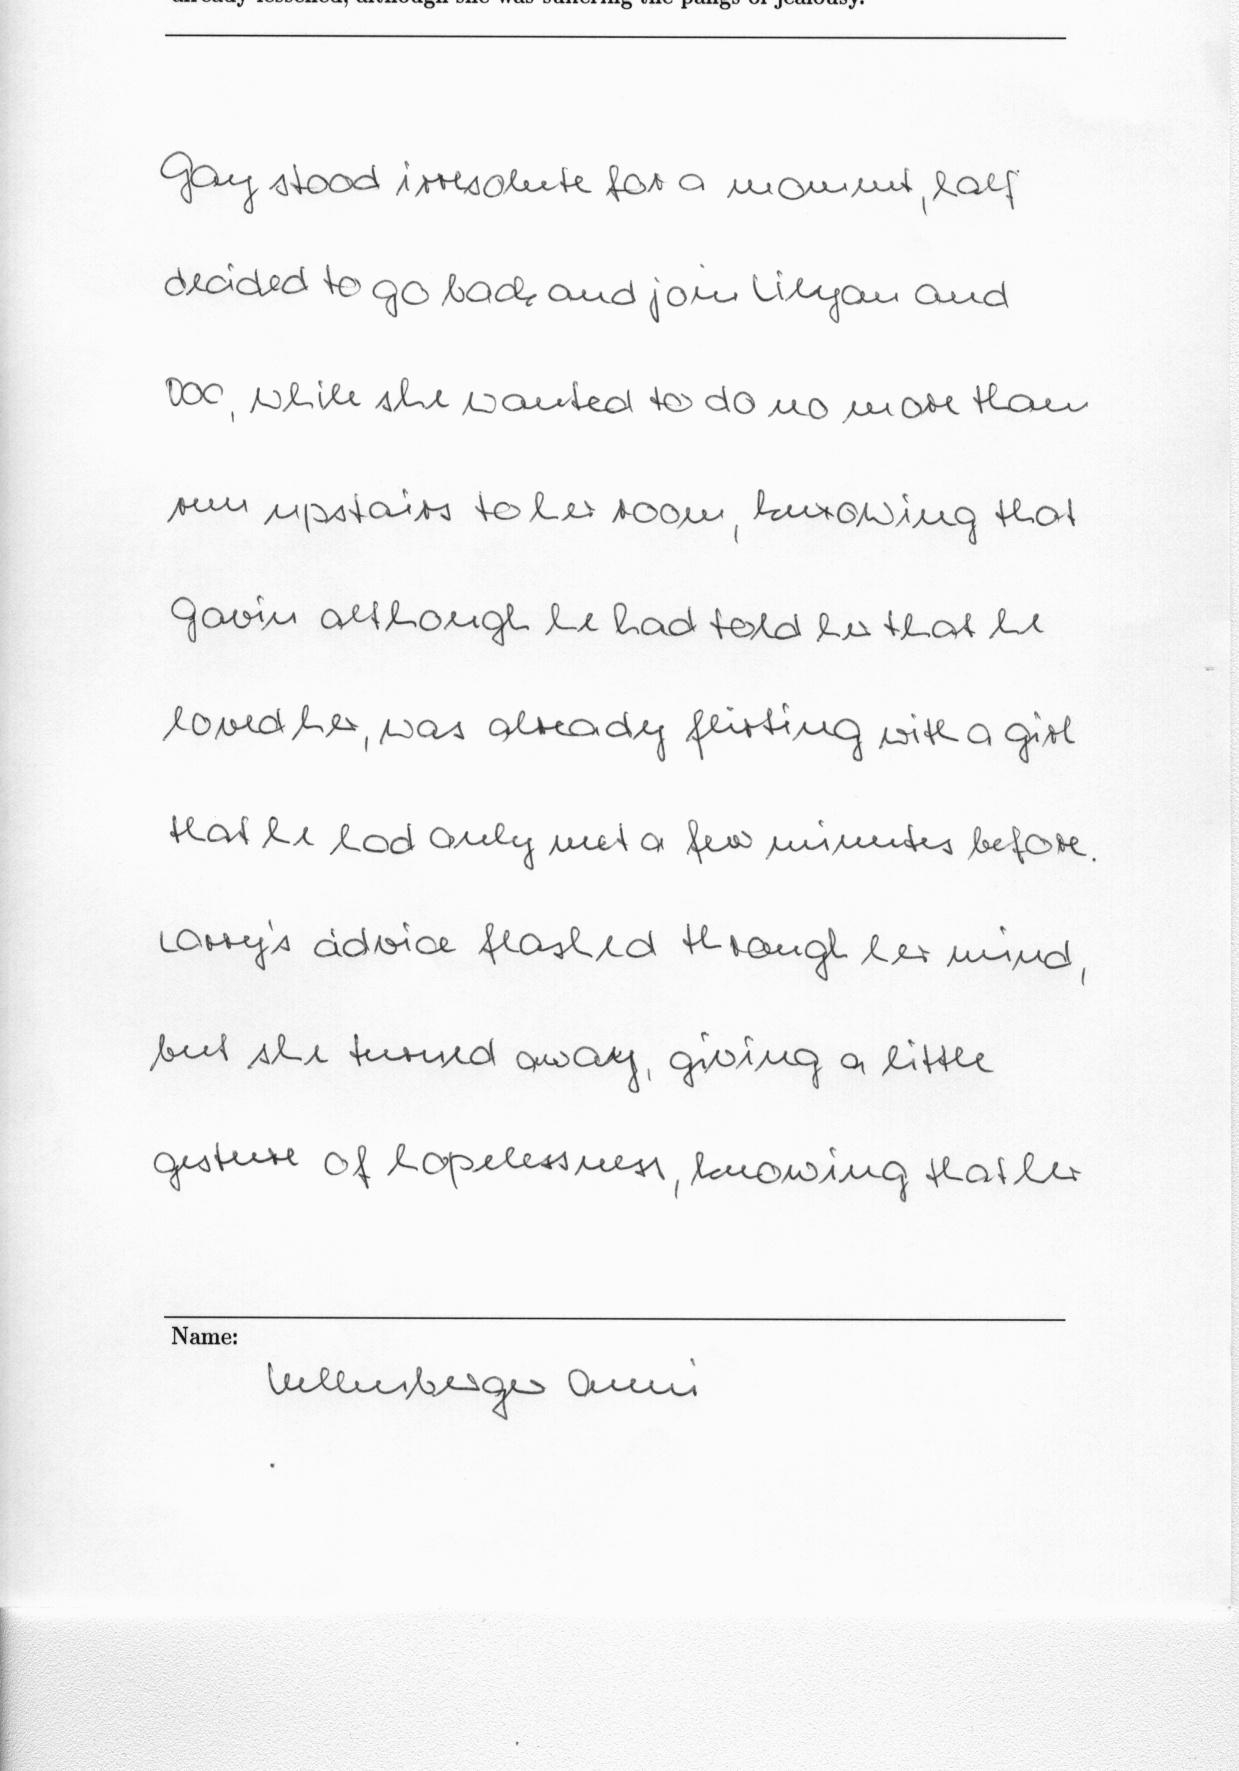 already lessened, although she was suffering the pangs of jealousy.
Gay stood irresolute for a moment, half
decided to go back and join Lilyan and
Doc, while she wanted to do no more than
run upstairs to her room, knowing that
Gavin although he had told her that he
loved her, was already flirting with a girl
that he had only met a few minutes before.
Larry's advice flashed through her mind,
but she turned away, giving a little
gesture of hopelessness, knowing that her
Name:
Anni